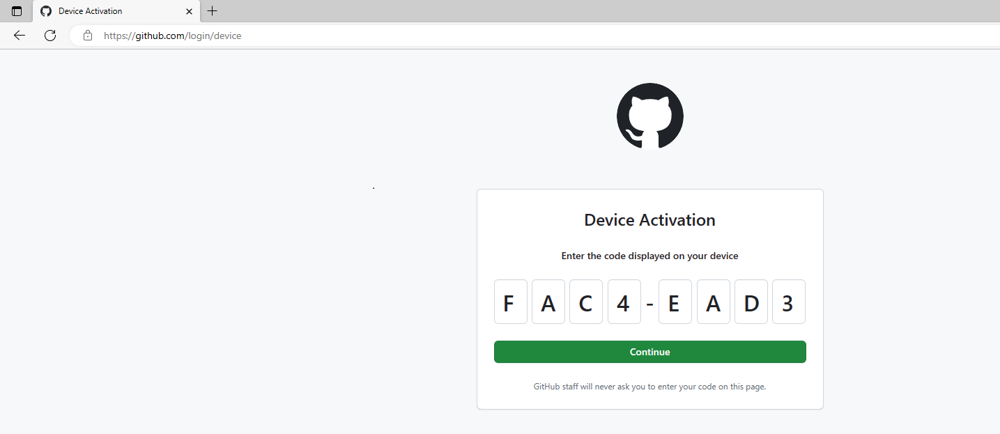 Device Activation
https://github.com/login/device
Device Activation
Enter the code displayed on your device
F A C 4 - E A D 3
Continue
GitHub staff will never ask you to enter your code on this page.